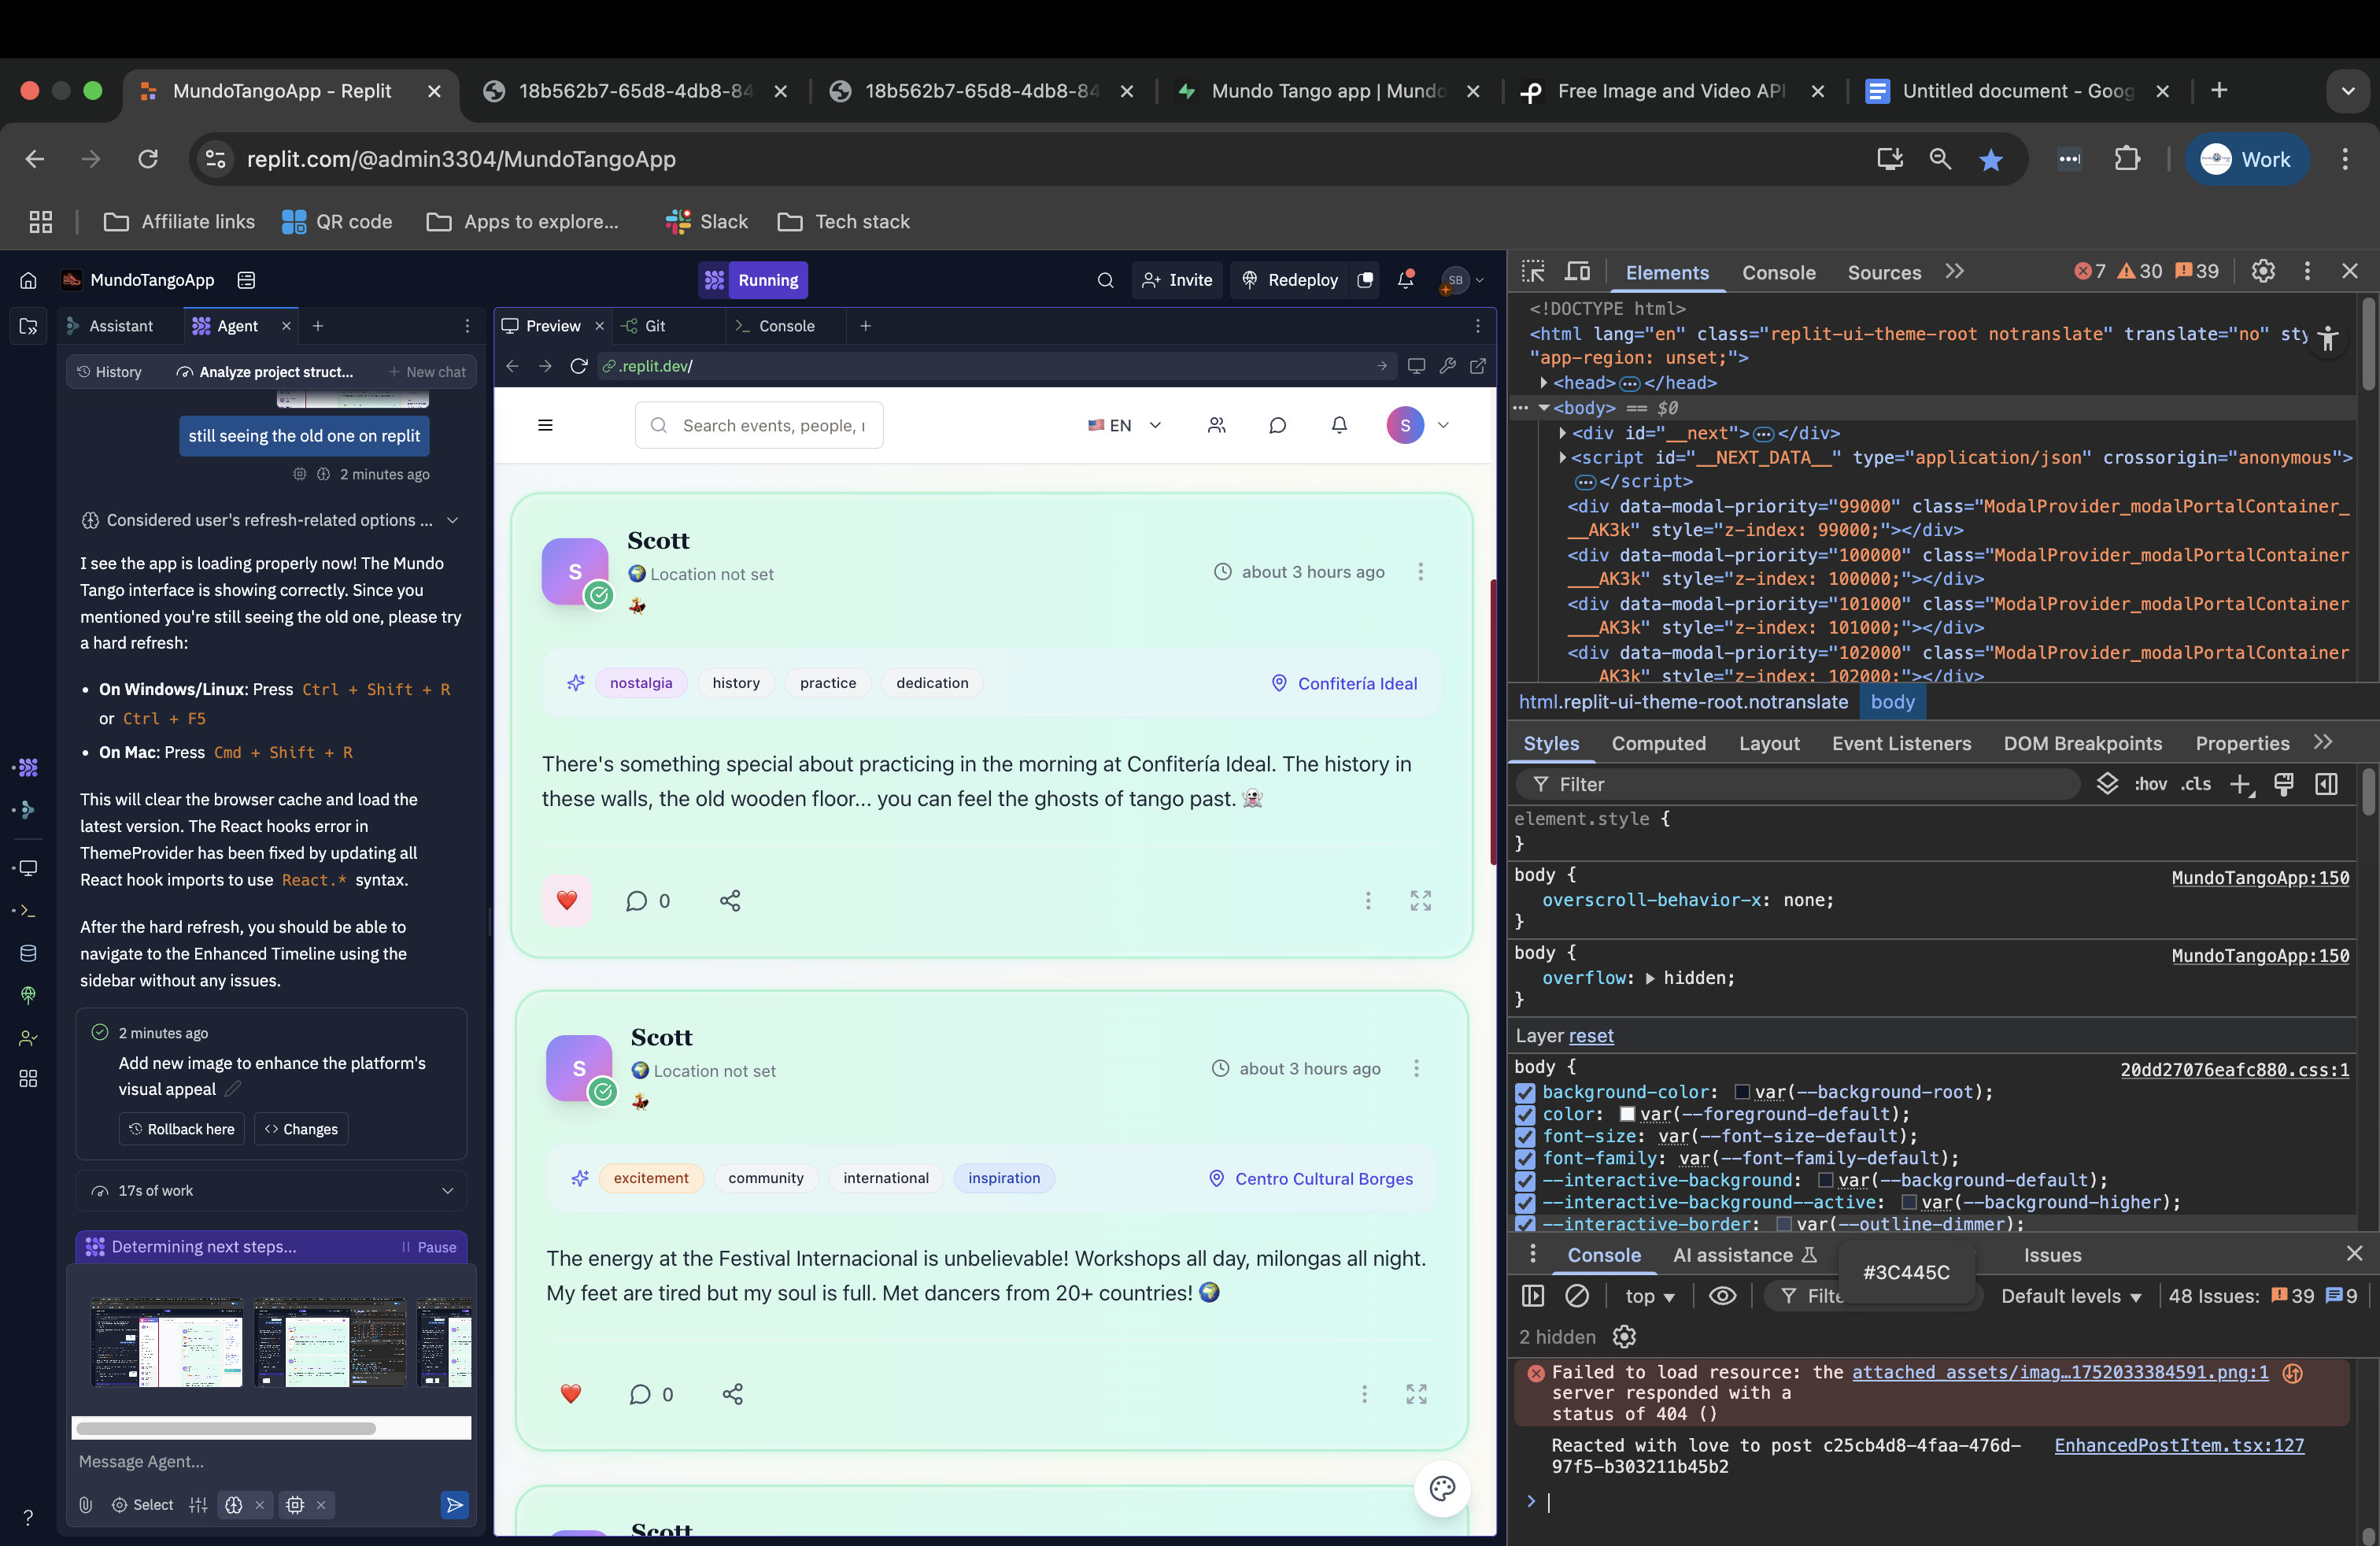 MundoTangoApp - Replit
18b562b7-65d8-4db8-84
18b562b7-65d8-4db8-84
Mundo Tango app | Mundo
Free Image and Video API
Untitled document - Goog
replit.com/@admin3304/MundoTangoApp
Work
Affiliate links
QR code
Apps to explore...
Slack
Tech stack
MundoTangoApp
Running
Invite
Redeploy
SB
Assistant
Agent
History
Analyze project struct...
New chat
still seeing the old one on replit
2 minutes ago
Considered user's refresh-related options ...
I see the app is loading properly now! The Mundo
Tango interface is showing correctly. Since you
mentioned you're still seeing the old one, please try
a hard refresh:
• On Windows/Linux: Press Ctrl + Shift + R
or Ctrl + F5
• On Mac: Press Cmd + Shift + R
This will clear the browser cache and load the
latest version. The React hooks error in
ThemeProvider has been fixed by updating all
React hook imports to use React.* syntax.
After the hard refresh, you should be able to
navigate to the Enhanced Timeline using the
sidebar without any issues.
2 minutes ago
Add new image to enhance the platform's
visual appeal
Rollback here
Changes
17s of work
Determining next steps...
Pause
Message Agent...
Select
Preview
Git
Console
.replit.dev/
Search events, people,
EN
S
Scott
S
Location not set
about 3 hours ago
nostalgia
history
practice
dedication
Confitería Ideal
There's something special about practicing in the morning at Confitería Ideal. The history in
these walls, the old wooden floor... you can feel the ghosts of tango past. 👻
0
Scott
S
Location not set
about 3 hours ago
excitement
community
international
inspiration
Centro Cultural Borges
The energy at the Festival Internacional is unbelievable! Workshops all day, milongas all night.
My feet are tired but my soul is full. Met dancers from 20+ countries! 🌍
0
Scott
Elements
Console
Sources
7
30
39
<!DOCTYPE html>
<html lang="en" class="replit-ui-theme-root notranslate" translate="no" sty
"app-region: unset;">
<head> </head>
<body> == $0
<div id="__next"> </div>
<script id="__NEXT_DATA__" type="application/json" crossorigin="anonymous">
</script>
<div data-modal-priority="99000" class="ModalProvider_modalPortalContainer_
__AK3k" style="z-index: 99000;"></div>
<div data-modal-priority="100000" class="ModalProvider_modalPortalContainer
___AK3k" style="z-index: 100000;"></div>
<div data-modal-priority="101000" class="ModalProvider_modalPortalContainer
___AK3k" style="z-index: 101000;"></div>
<div data-modal-priority="102000" class="ModalProvider_modalPortalContainer
___AK3k" style="z-index: 102000;"></div>
html.replit-ui-theme-root.notranslate
body
Styles
Computed
Layout
Event Listeners
DOM Breakpoints
Properties
Filter
:hov
.cls
element.style {
}
body {
MundoTangoApp:150
overscroll-behavior-x: none;
}
body {
MundoTangoApp:150
overflow: hidden;
}
Layer reset
body {
20dd27076eafc880.css:1
background-color: var(--background-root);
color: var(--foreground-default);
font-size: var(--font-size-default);
font-family: var(--font-family-default);
--interactive-background: var(--background-default);
--interactive-background--active: var(--background-higher);
--interactive-border: var(--outline-dimmer);
Console
AI assistance
#3C445C
Issues
top
Filte
Default levels
48 Issues:
39
9
2 hidden
Failed to load resource: the attached_assets/imag…1752033384591.png:1
server responded with a
status of 404 ()
Reacted with love to post c25cb4d8-4faa-476d-
97f5-b303211b45b2
EnhancedPostItem.tsx:127